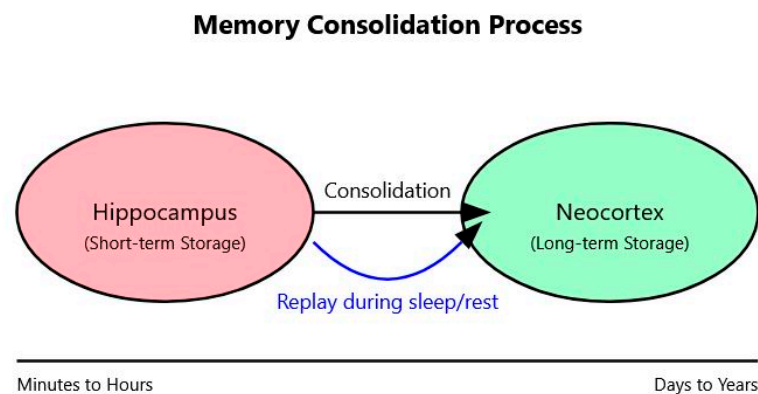 Memory Consolidation Process
Consolidation
Hippocampus
(Short-term Storage)
Neocortex
(Long-term Storage)
Replay during sleep/rest
Minutes to Hours
Days to Years